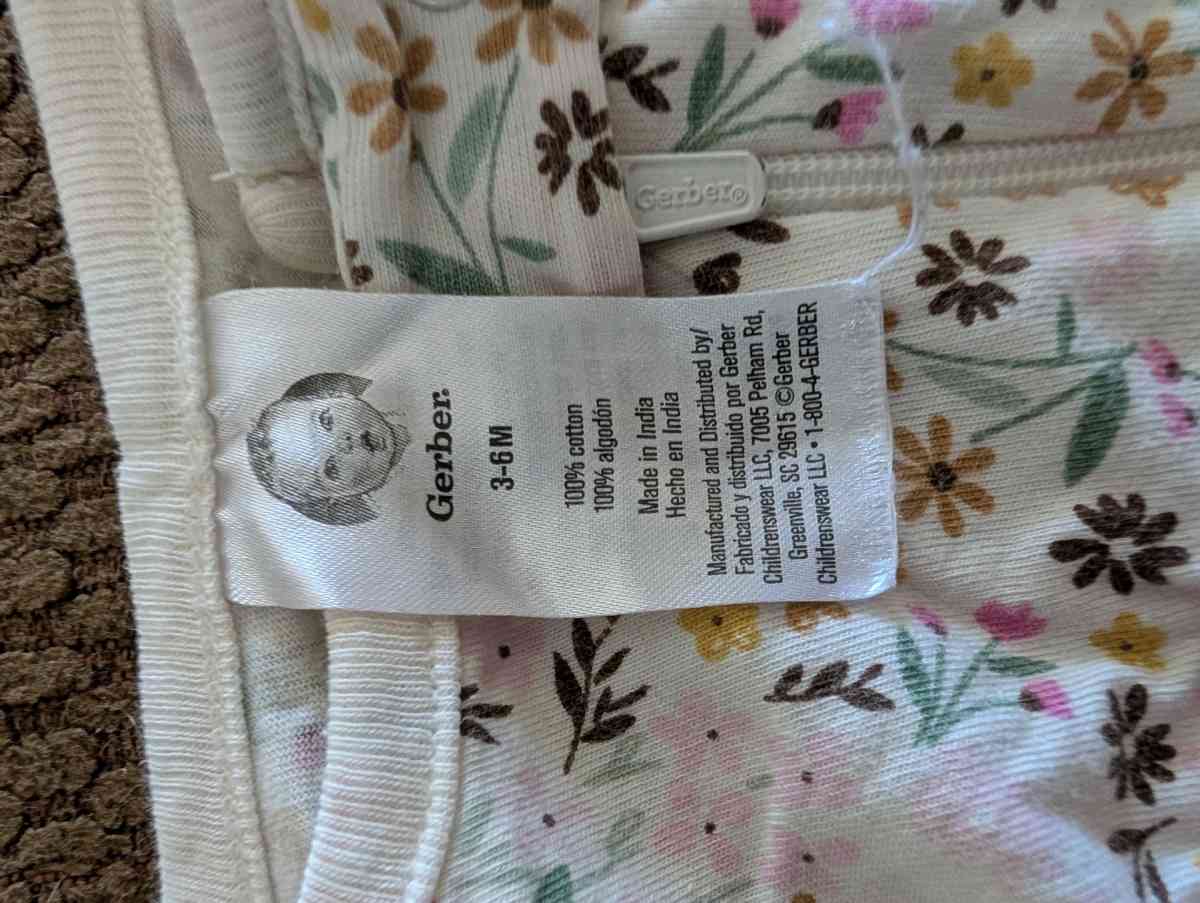 Gerber®
Gerber.
3-6M
100% cotton
100% algodón
Made in India
Hecho en India
Manufactured and Distributed by/
Fabricado y distribuido por Gerber
Childrenswear LLC, 7005 Pelham Rd,
Greenville, SC 29615 ©Gerber
Childrenswear LLC • 1-800-4-GERBER